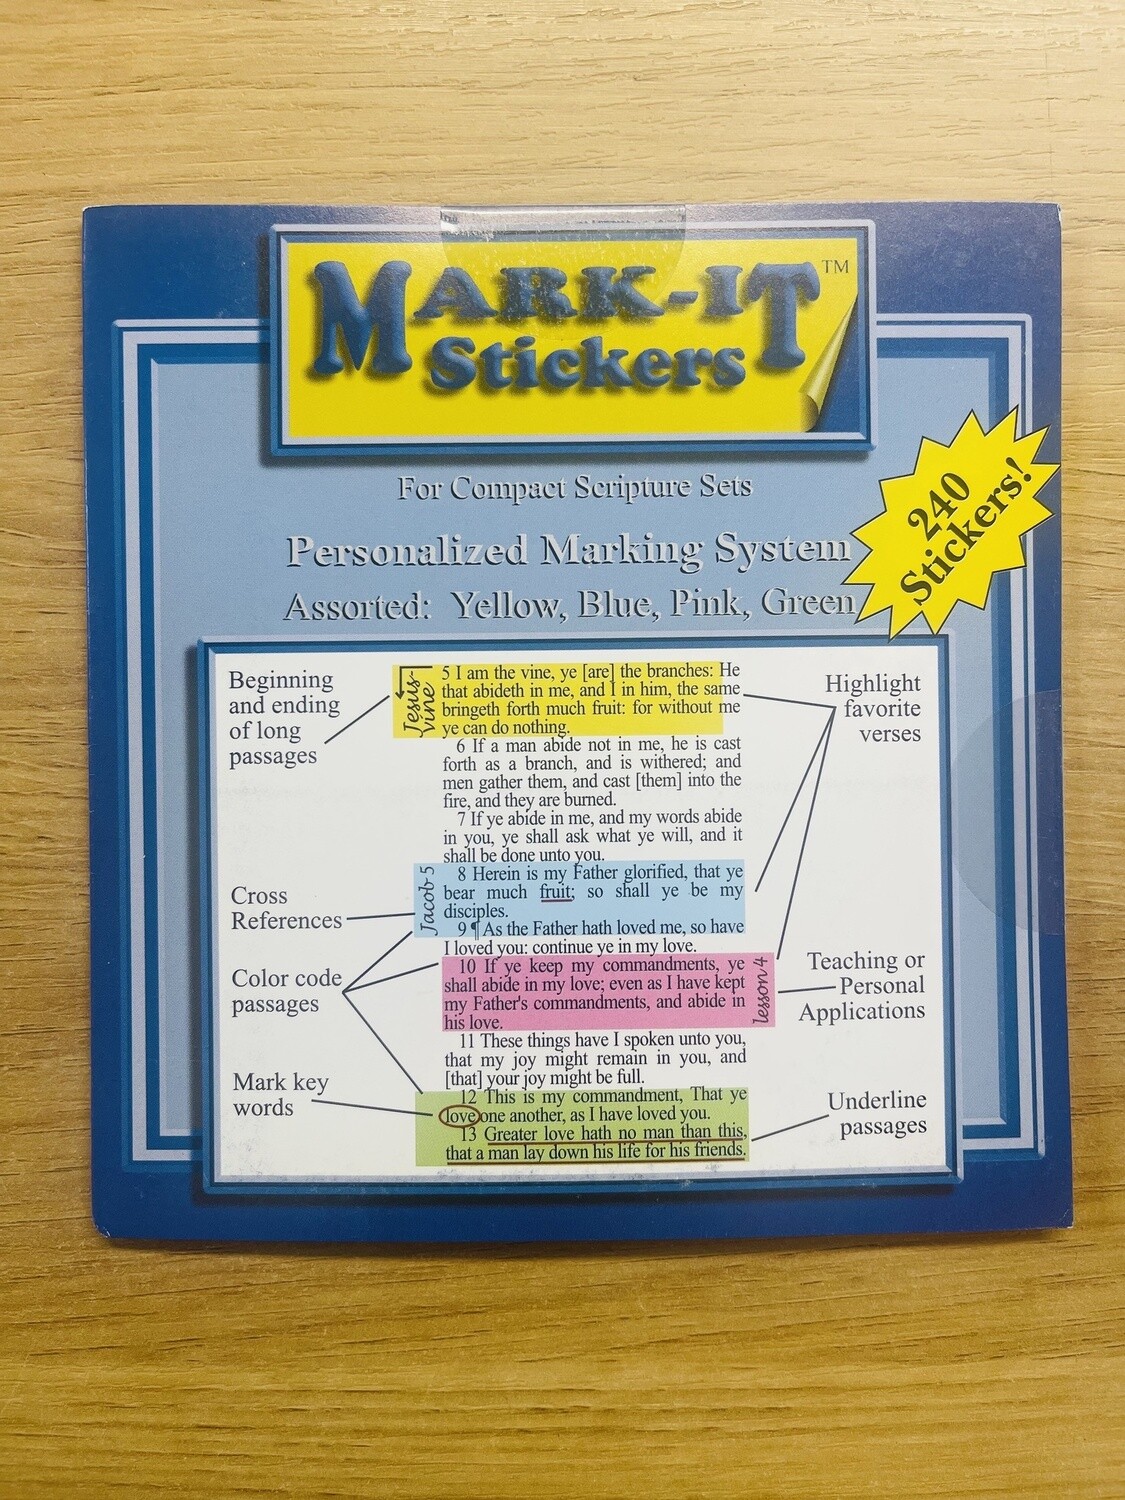 MARK-IT™
Stickers
For Compact Scripture Sets
Personalized Marking System
Assorted: Yellow, Blue, Pink, Green
240
Stickers!
Beginning
and ending
of long
passages
Cross
References
Color code
passages
Mark key
words
Jesus
vine
5 I am the vine, ye [are] the branches: He
that abideth in me, and I in him, the same
bringeth forth much fruit: for without me
ye can do nothing.
6 If a man abide not in me, he is cast
forth as a branch, and is withered; and
men gather them, and cast [them] into the
fire, and they are burned.
7 If ye abide in me, and my words abide
in you, ye shall ask what ye will, and it
shall be done unto you.
Jacob 5
8 Herein is my Father glorified, that ye
bear much fruit; so shall ye be my
disciples.
9 ¶ As the Father hath loved me, so have
I loved you: continue ye in my love.
10 If ye keep my commandments, ye
shall abide in my love; even as I have kept
my Father's commandments, and abide in
his love.
lesson 4
11 These things have I spoken unto you,
that my joy might remain in you, and
[that] your joy might be full.
12 This is my commandment, That ye
love one another, as I have loved you.
13 Greater love hath no man than this,
that a man lay down his life for his friends.
Highlight
favorite
verses
Teaching or
Personal
Applications
Underline
passages